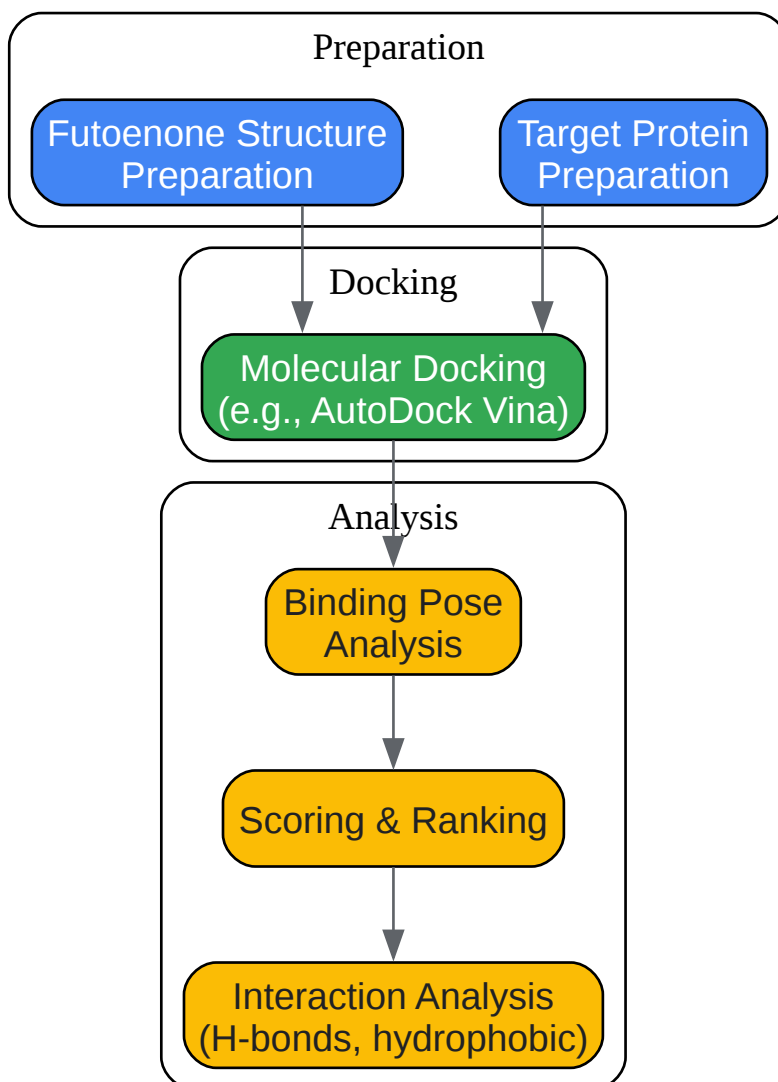 Preparation
Futoenone Structure
Preparation
Target Protein
Preparation
Docking
Molecular Docking
(e.g., AutoDock Vina)
Analysis
Binding Pose
Analysis
Scoring & Ranking
Interaction Analysis
(H-bonds, hydrophobic)